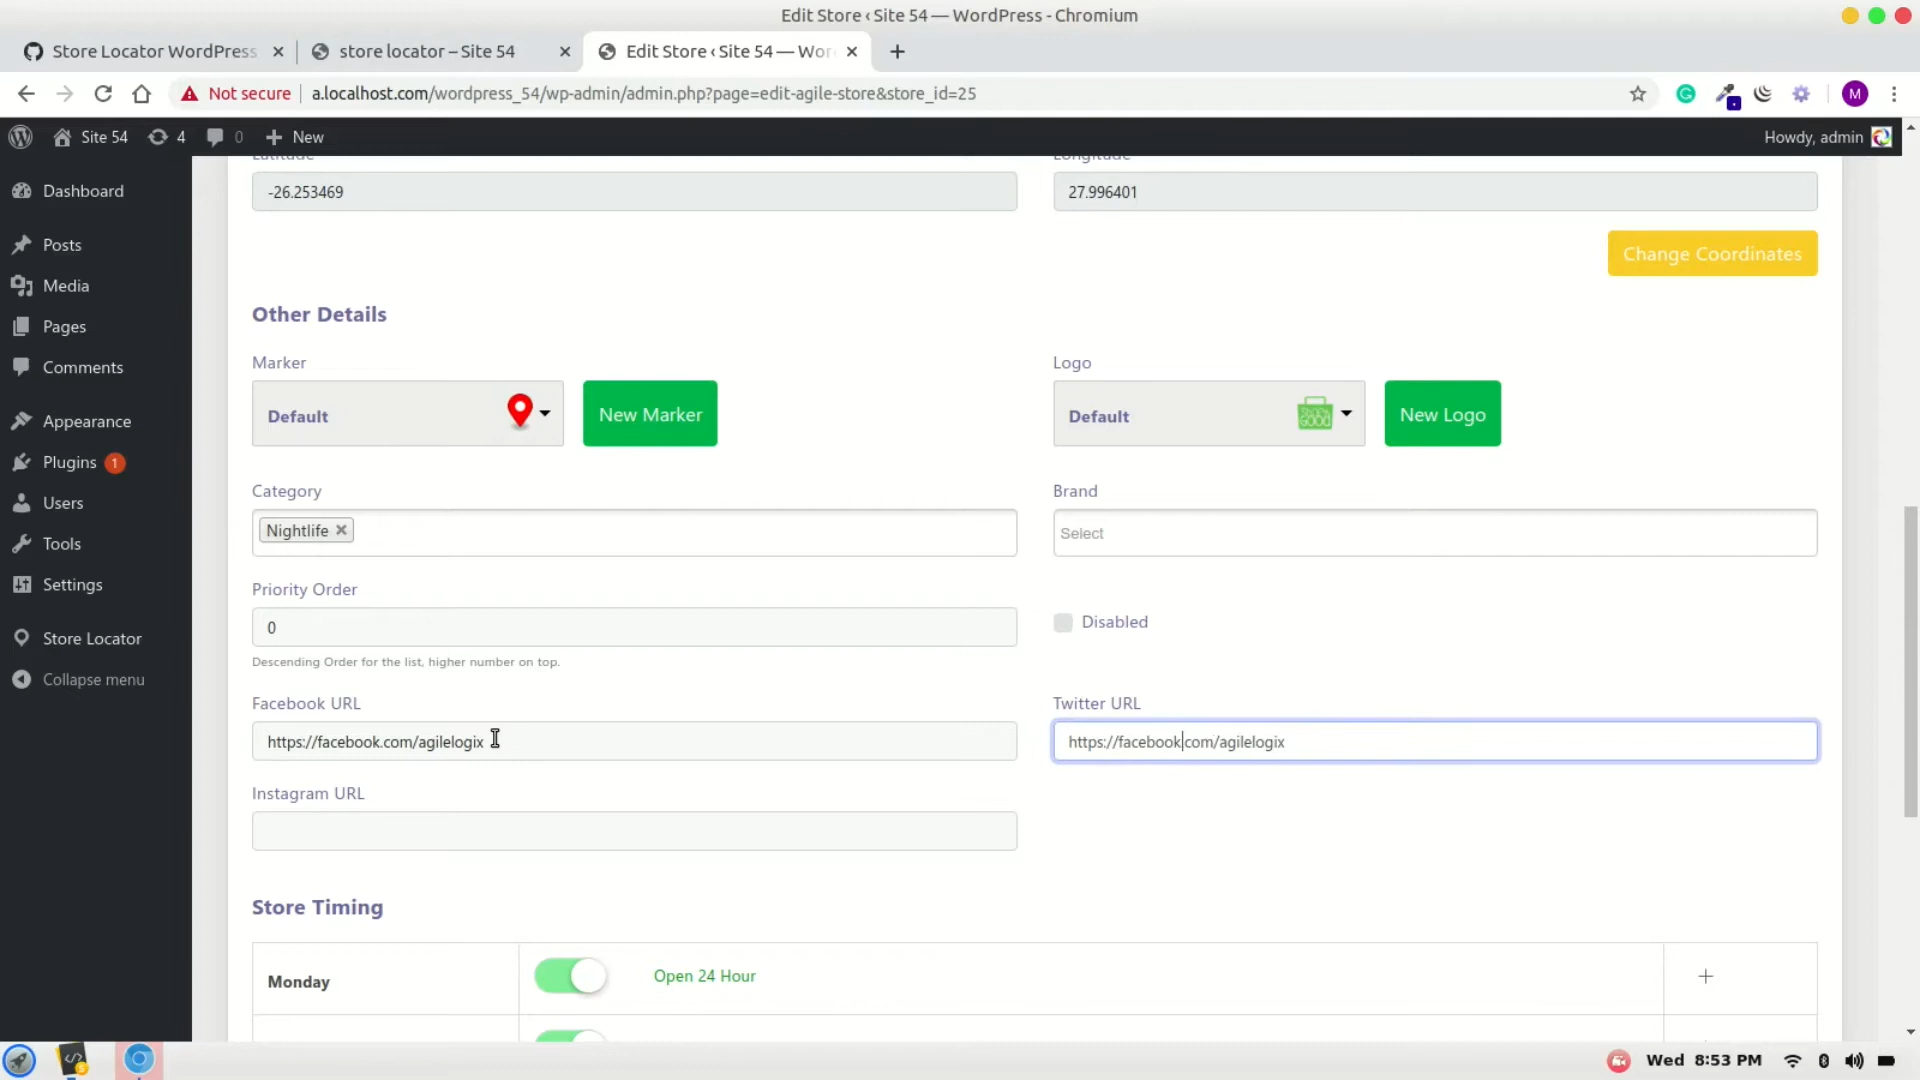 Edit Store ‹ Site 54 — WordPress - Chromium
Store Locator WordPress
store locator – Site 54
Edit Store ‹ Site 54 — Wor
Not secure
a.localhost.com/wordpress_54/wp-admin/admin.php?page=edit-agile-store&store_id=25
M
Site 54
4
0
New
Howdy, admin
Dashboard
Posts
Media
Pages
Comments
Appearance
Plugins 1
Users
Tools
Settings
Store Locator
Collapse menu
Latitude
Longitude
-26.253469
27.996401
Change Coordinates
Other Details
Marker
Logo
Default
New Marker
Default
New Logo
Category
Brand
Nightlife
Select
Priority Order
0
Disabled
Descending Order for the list, higher number on top.
Facebook URL
Twitter URL
https://facebook.com/agilelogix
https://facebook.com/agilelogix
Instagram URL
Store Timing
Monday
Open 24 Hour
Wed 8:53 PM